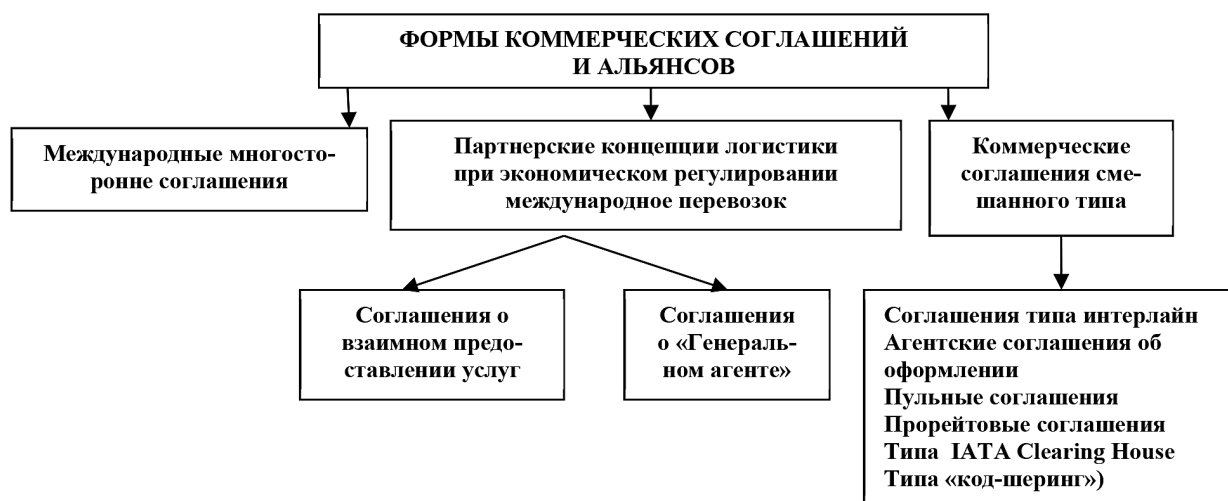 ФОРМЫ КОММЕРЧЕСКИХ СОГЛАШЕНИЙ
И АЛЬЯНСОВ
Международные многосто-
ронне соглашения
Партнерские концепции логистики
при экономическом регулировании
международное перевозок
Коммерческие
соглашения сме-
шанного типа
Соглашения о
взаимном предо-
ставлении услуг
Соглашения
о «Генераль-
ном агенте»
Соглашения типа интерлайн
Агентские соглашения об
оформлении
Пульные соглашения
Прорейтовые соглашения
Типа IATA Clearing House
Типа «код-шеринг»)